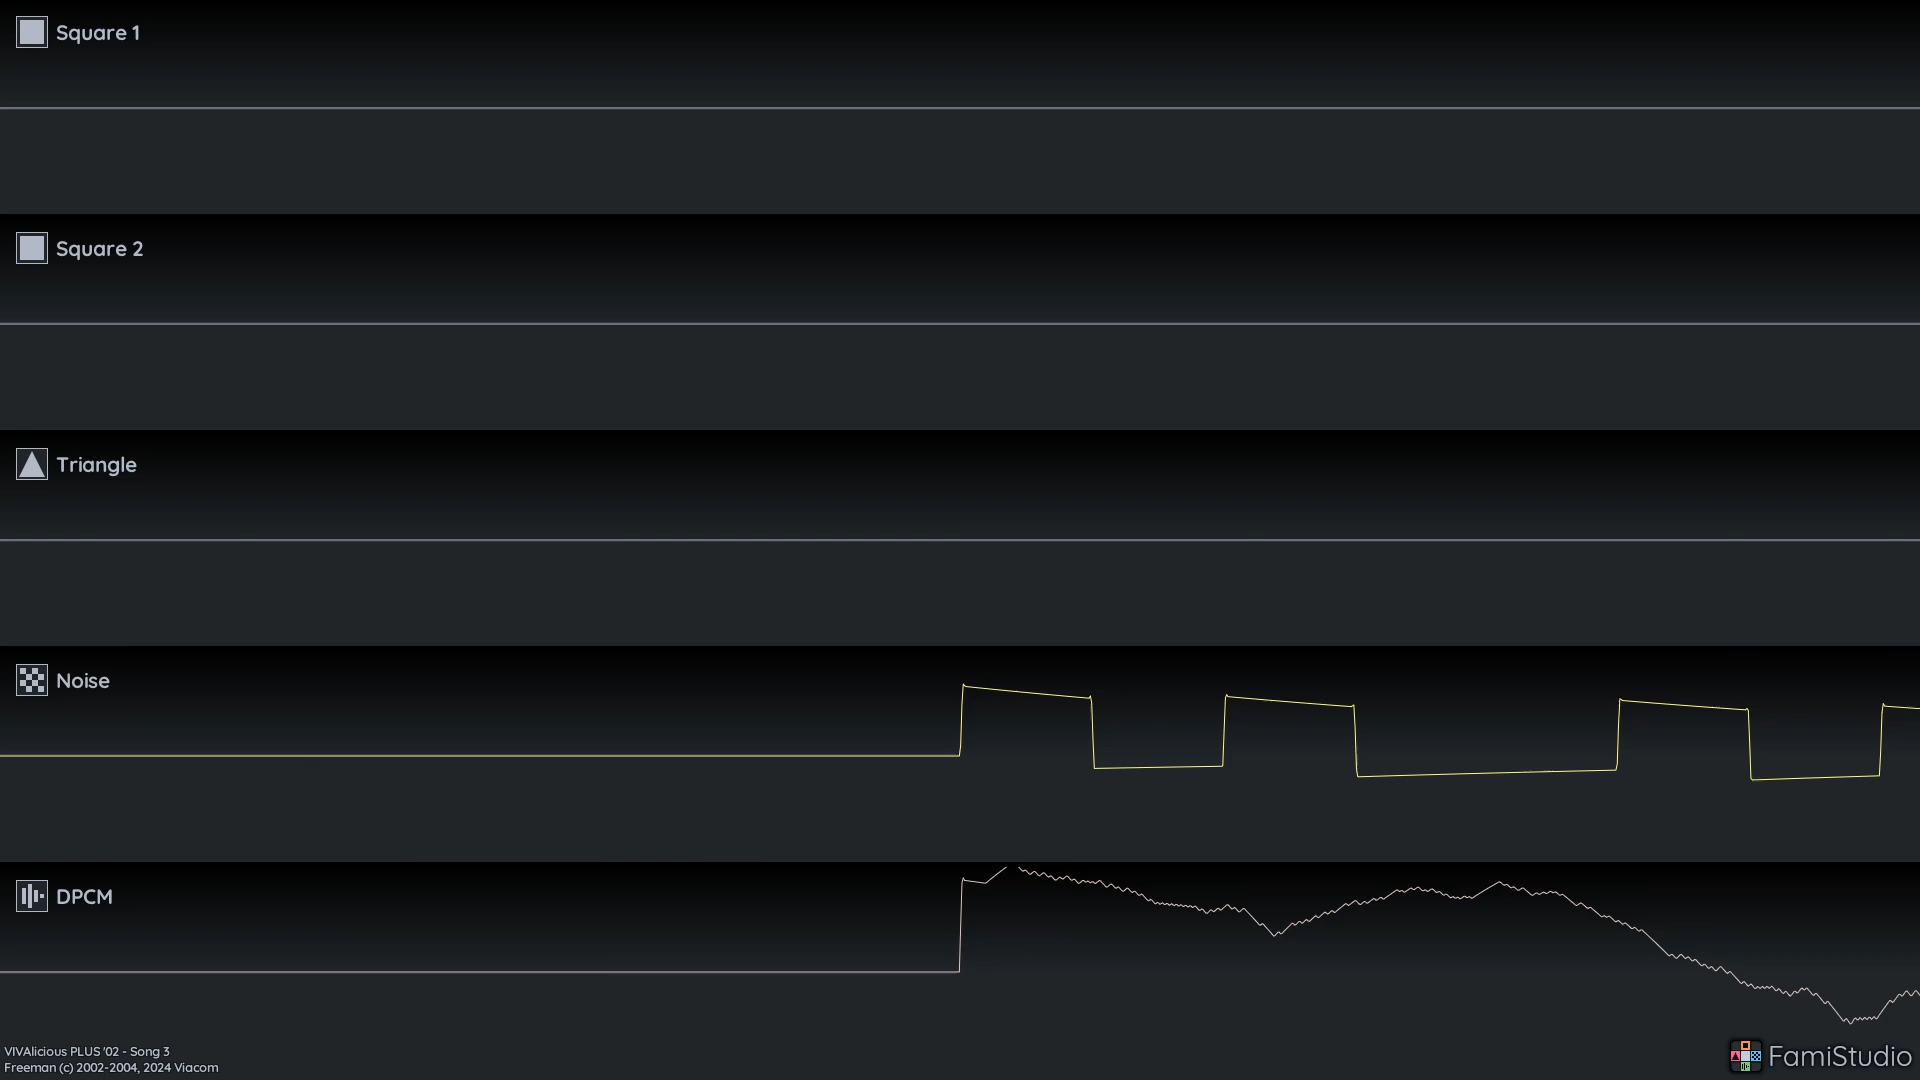 Square 1
Square 2
Triangle
Noise
DPCM
VIVAlicious PLUS '02 - Song 3
Freeman (c) 2002-2004, 2024 Viacom
FamiStudio